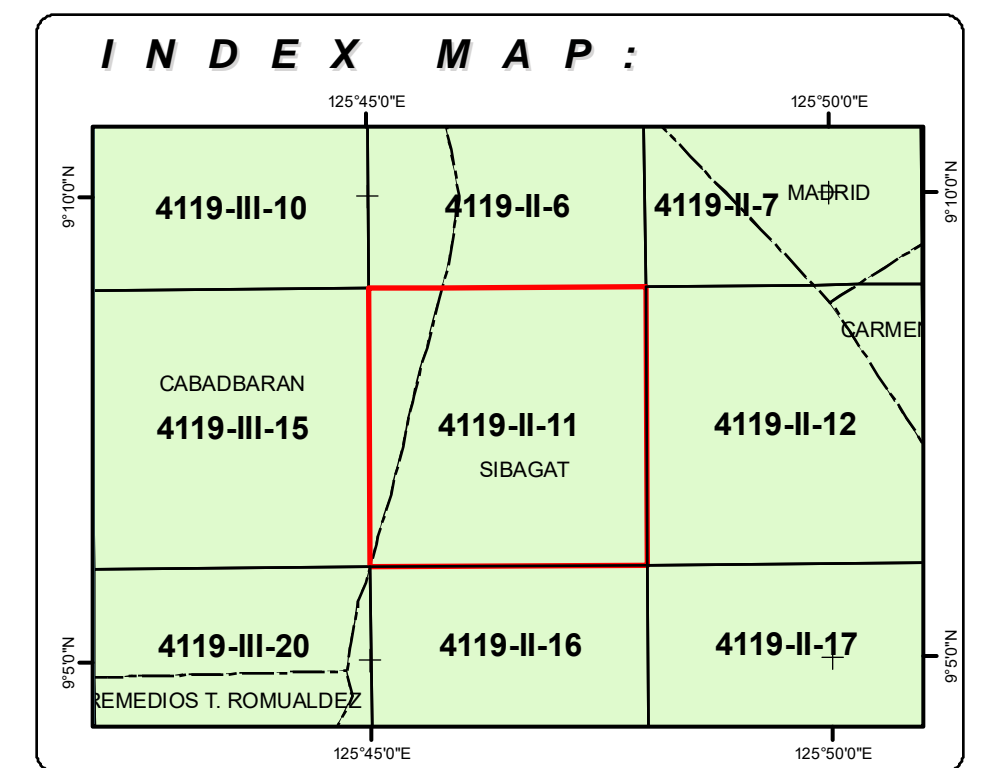 INDEX MAP:
125°45'0"E
125°50'0"E
9°10'0"N
9°10'0"N
4119-III-10
4119-II-6
4119-II-7
MADRID
CARMEN
CABADBARAN
4119-III-15
4119-II-11
4119-II-12
SIBAGAT
4119-III-20
4119-II-16
4119-II-17
9°5'0"N
9°5'0"N
REMEDIOS T. ROMUALDEZ
125°45'0"E
125°50'0"E